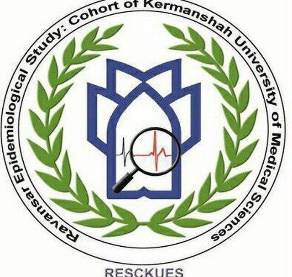 Ravansar Epidemiological Study: Cohort of Kermanshah University of Medical Sciences
RESCKUES